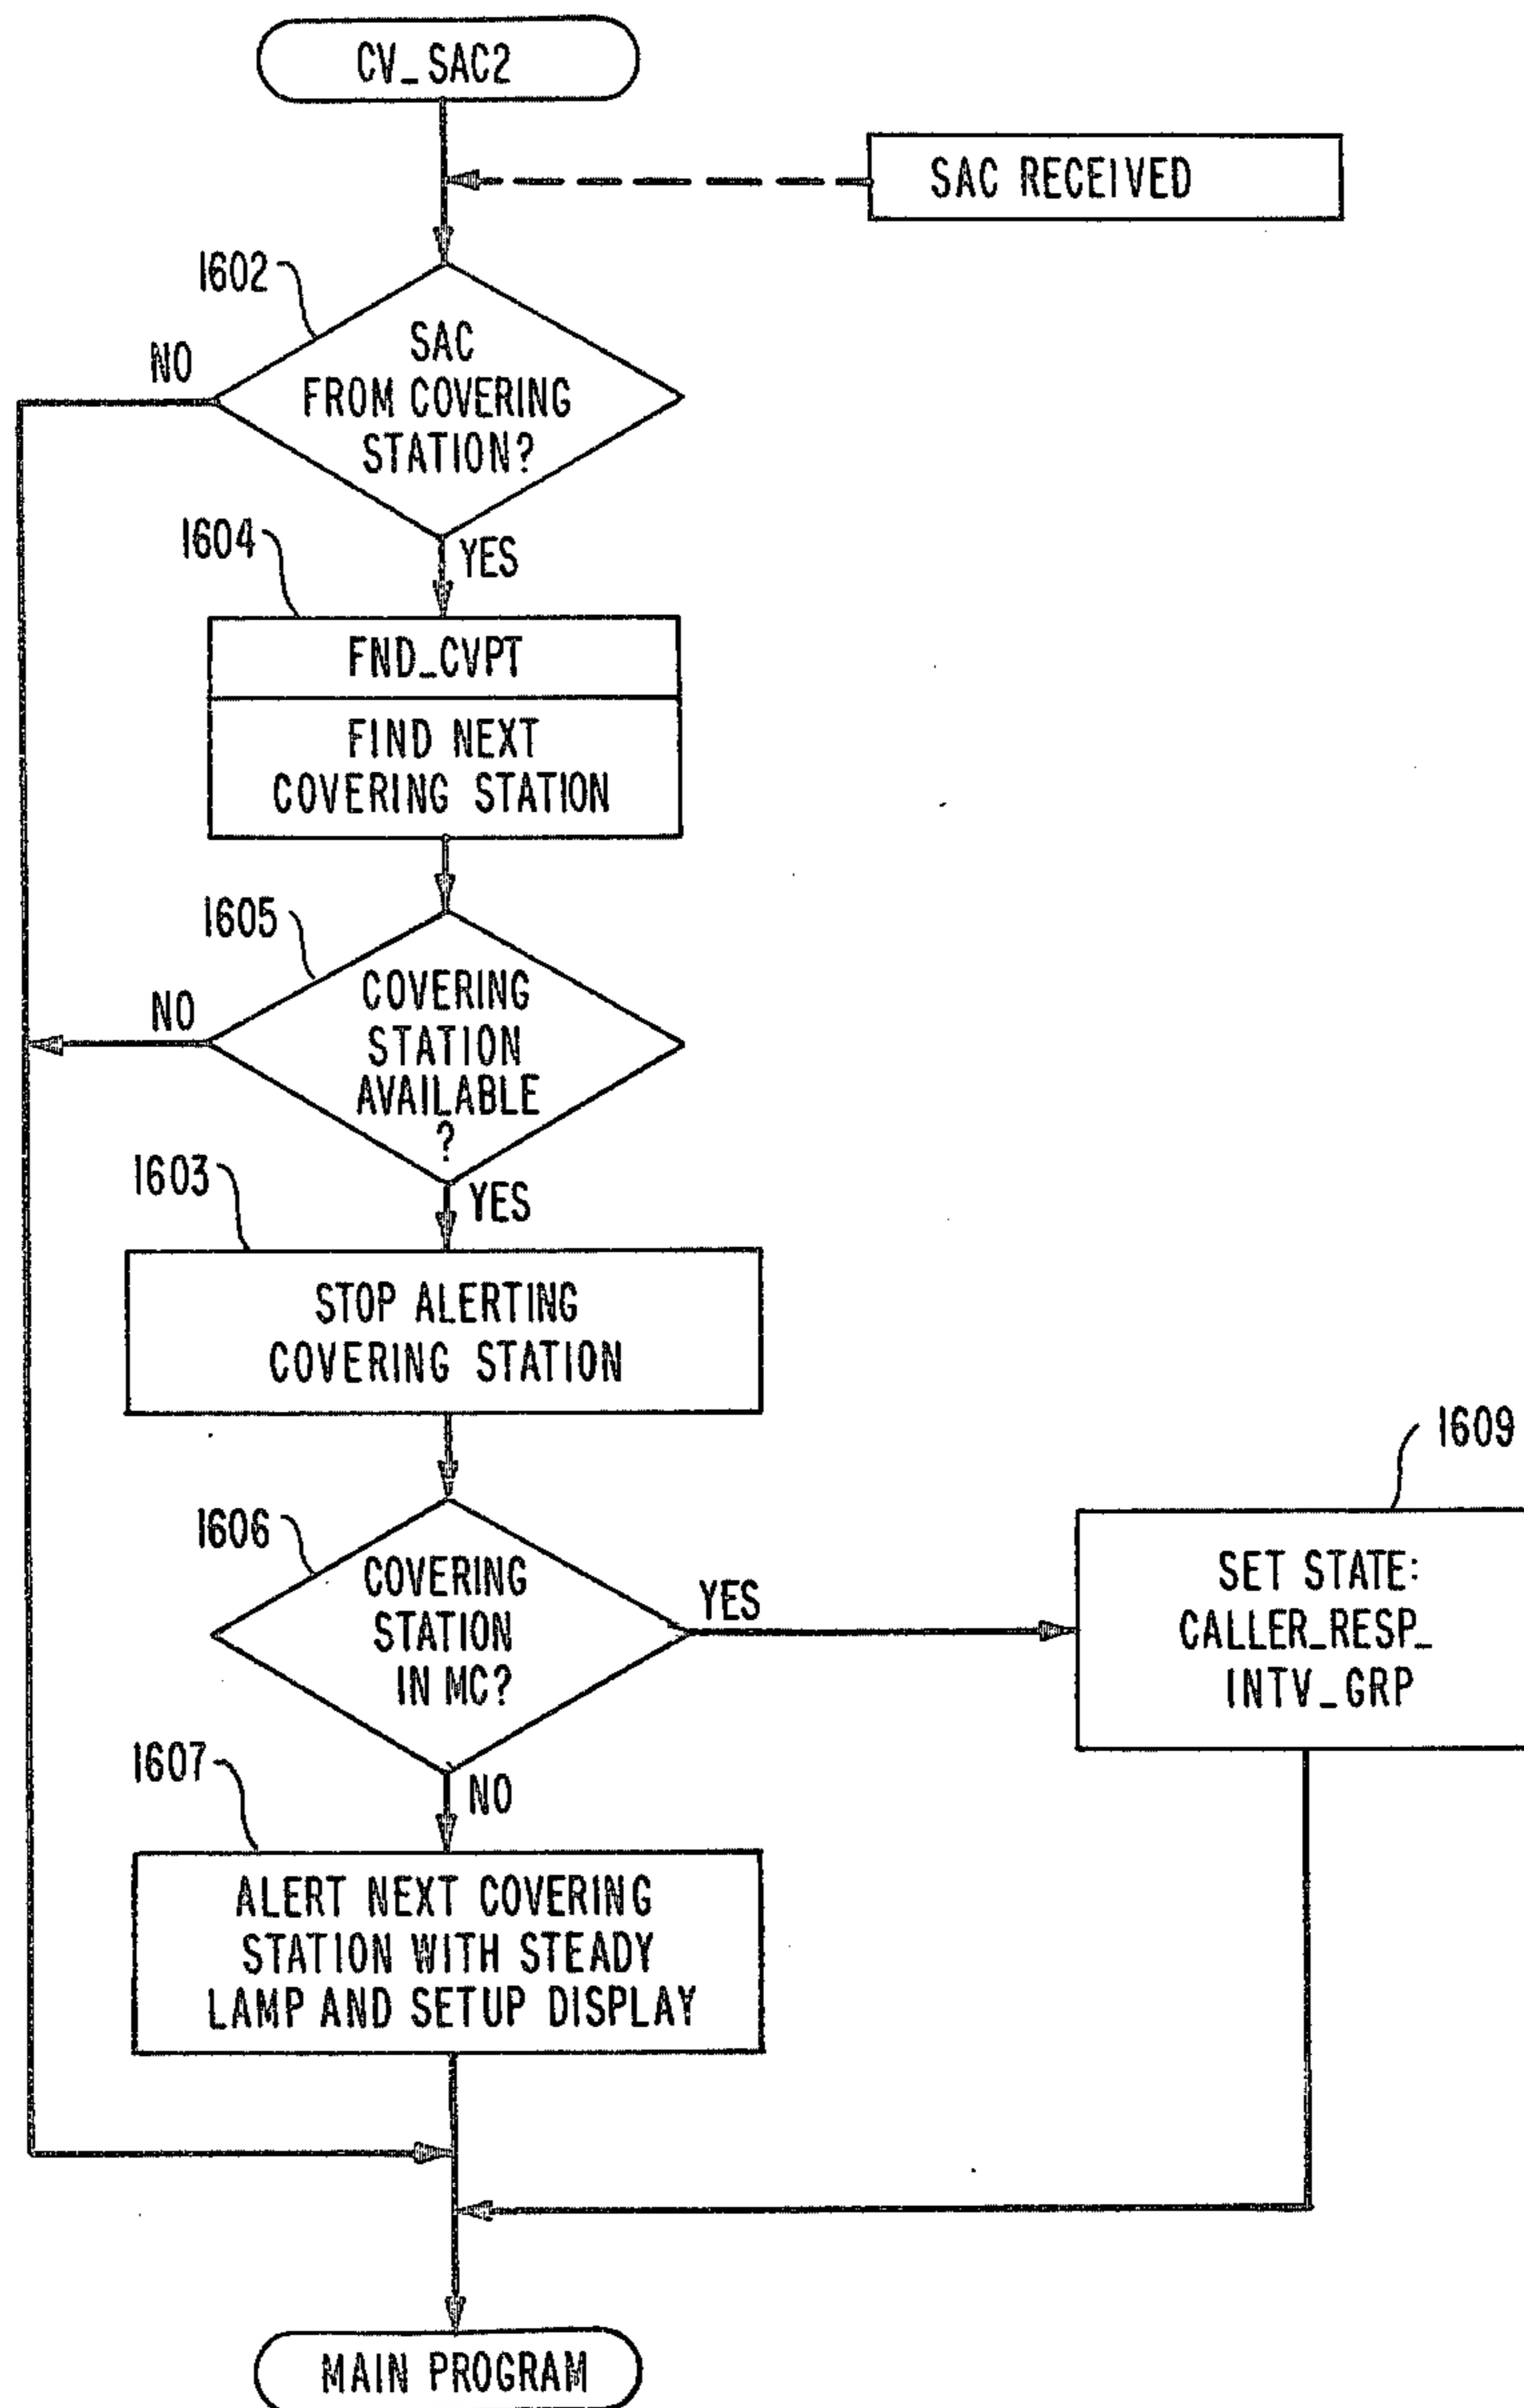 CV_SAC2
SAC RECEIVED
1602
SAC
FROM COVERING
STATION?
NO
YES
1604
FND_CVPT
FIND NEXT
COVERING STATION
1605
COVERING
STATION
AVAILABLE
?
NO
YES
1603
STOP ALERTING
COVERING STATION
1606
COVERING
STATION
IN MC?
YES
1609
SET STATE:
CALLER_RESP_
INTV_GRP
NO
1607
ALERT NEXT COVERING
STATION WITH STEADY
LAMP AND SETUP DISPLAY
MAIN PROGRAM